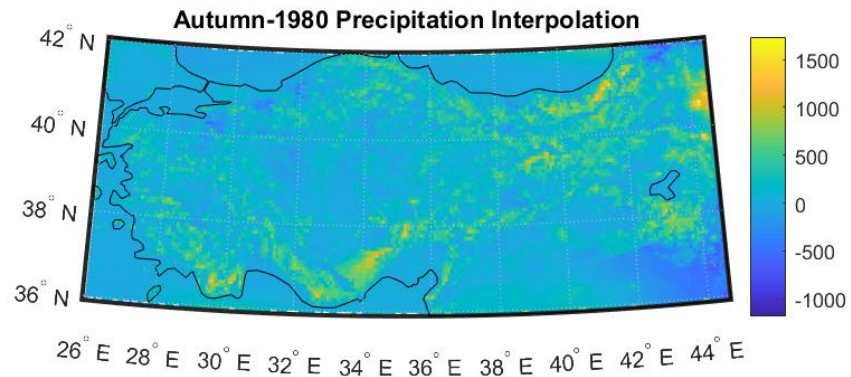 Autumn-1980 Precipitation Interpolation
42° N
40° N
38° N
36° N
26° E 28° E 30° E 32° E 34° E 36° E 38° E 40° E 42° E 44° E
1500
1000
500
0
-500
-1000